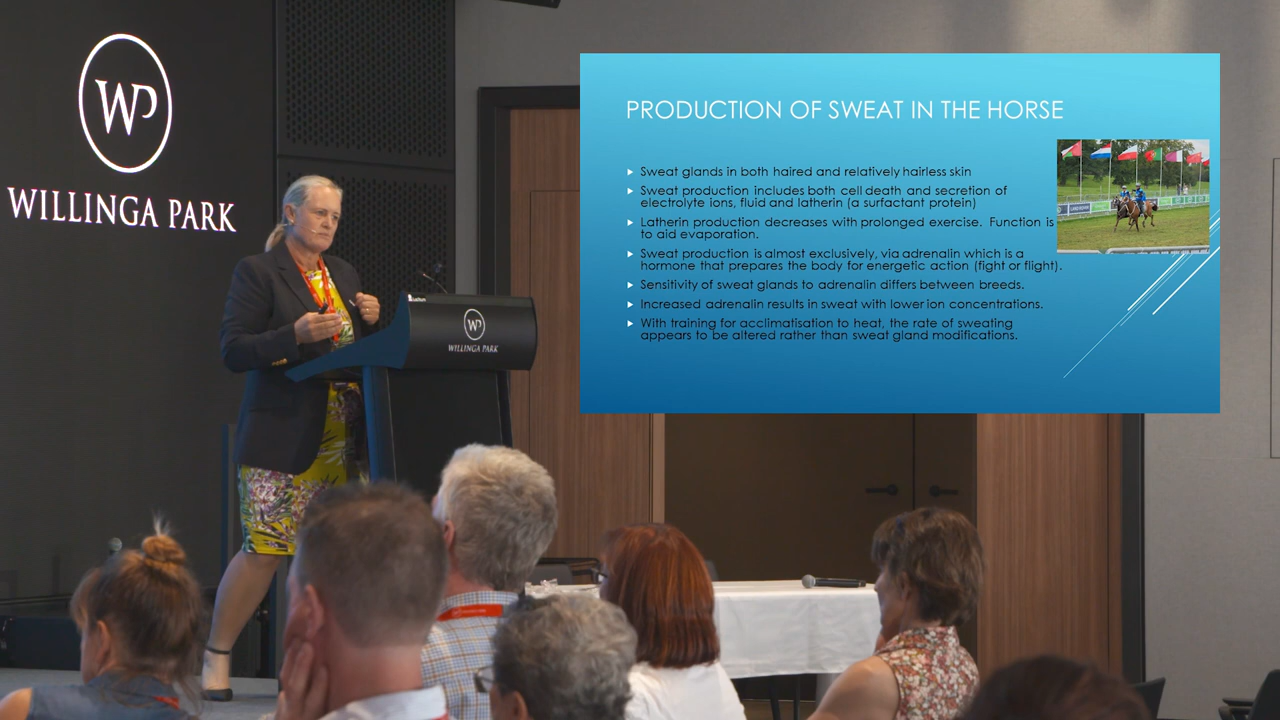 WP
WILLINGA PARK
WP
WILLINGA PARK
PRODUCTION OF SWEAT IN THE HORSE
Sweat glands in both haired and relatively hairless skin
Sweat production includes both cell death and secretion of
electrolyte ions, fluid and latherin (a surfactant protein)
Latherin production decreases with prolonged exercise. Function is
to aid evaporation.
Sweat production is almost exclusively, via adrenalin which is a
hormone that prepares the body for energetic action (fight or flight).
Sensitivity of sweat glands to adrenalin differs between breeds.
Increased adrenalin results in sweat with lower ion concentrations.
With training for acclimatisation to heat, the rate of sweating
appears to be altered rather than sweat gland modifications.